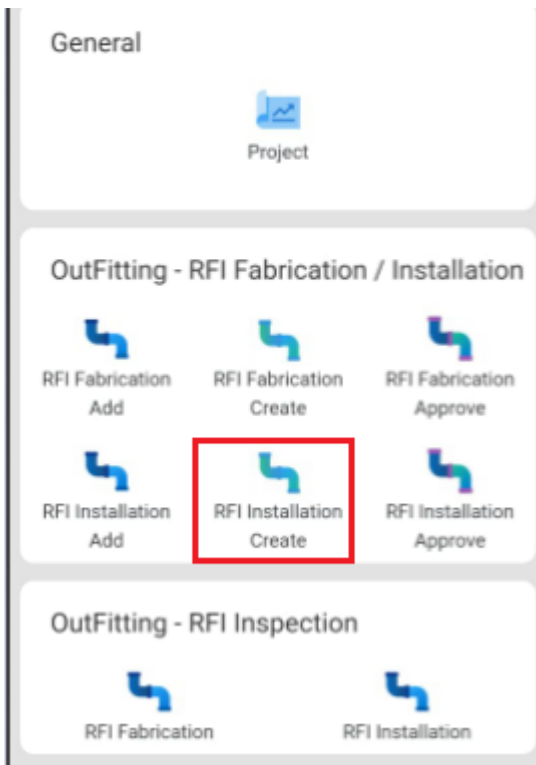 General
Project
OutFitting - RFI Fabrication / Installation
RFI Fabrication Add
RFI Fabrication Create
RFI Fabrication Approve
RFI Installation Add
RFI Installation Create
RFI Installation Approve
OutFitting - RFI Inspection
RFI Fabrication
RFI Installation